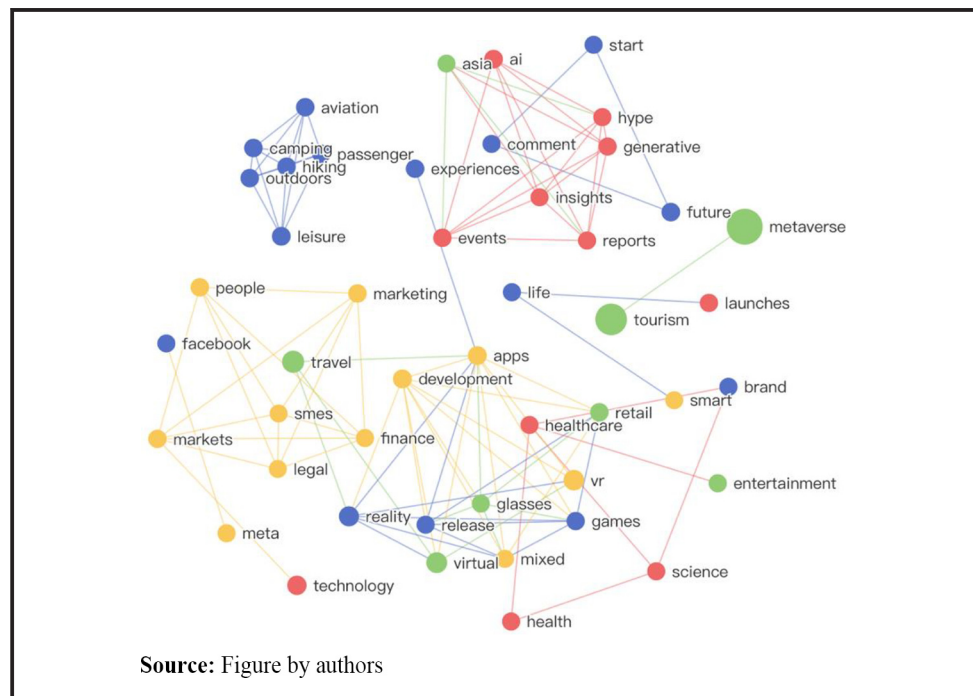 start
asia
ai
aviation
hype
camping
passenger
comment
generative
hiking
experiences
outdoors
insights
future
metaverse
leisure
events
reports
people
marketing
life
launches
tourism
facebook
travel
apps
development
brand
smart
smes
retail
healthcare
markets
finance
legal
vr
entertainment
glasses
reality
release
games
meta
virtual
mixed
science
technology
health
Source: Figure by authors